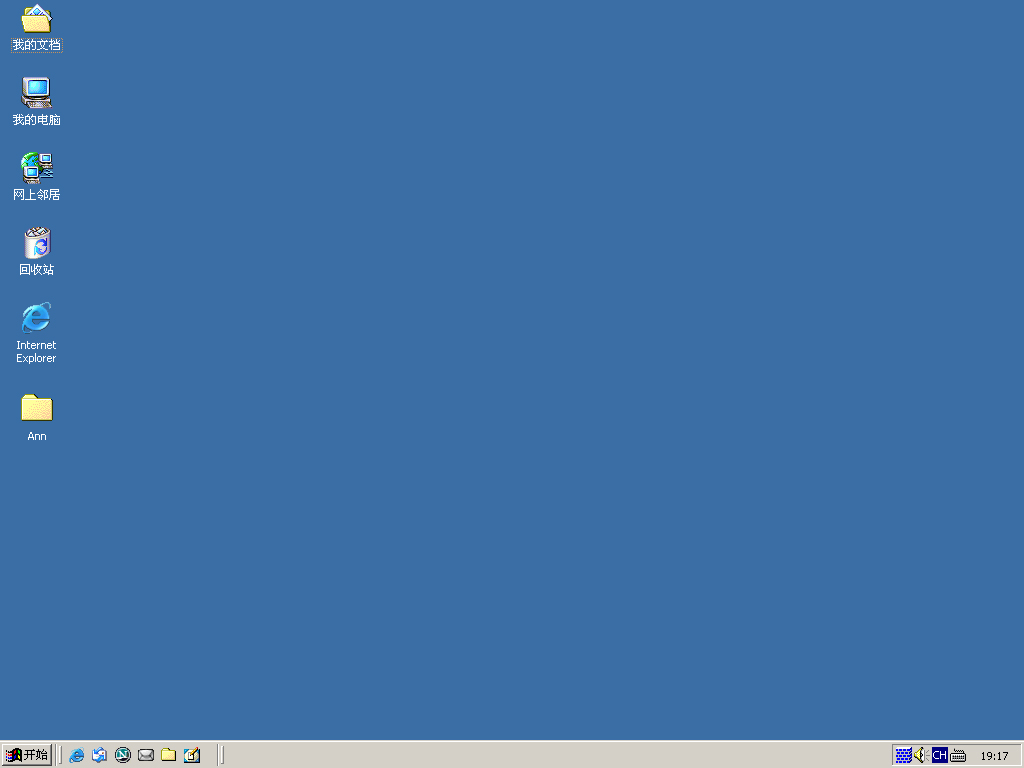 我的文档
我的电脑
网上邻居
回收站
Internet
Explorer
Ann
开始
CH
19:17